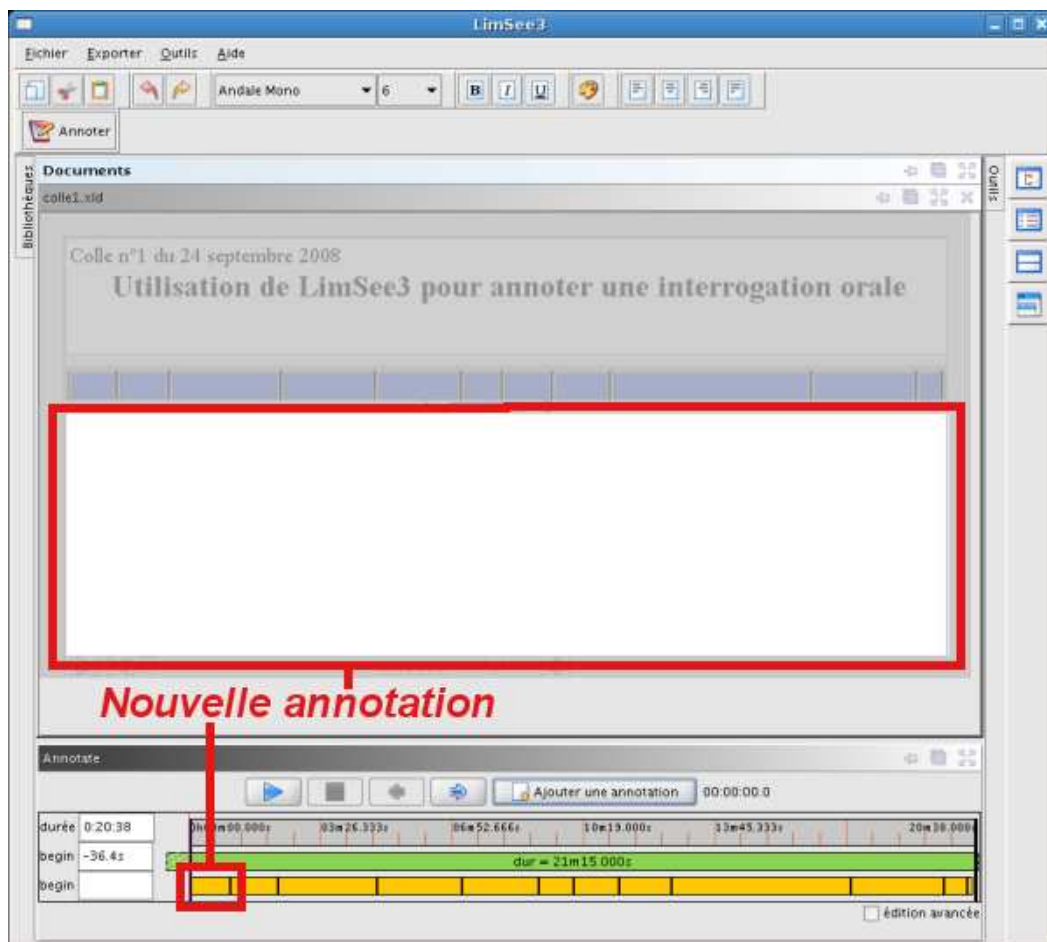 LimSee3
Fichier Exporter Outils Aide
Andale Mono 6 B I U
Annoter
Bibliothèques
Documents
Outils
colle1.xld
Colle n°1 du 24 septembre 2008
Utilisation de LimSee3 pour annoter une interrogation orale
Nouvelle annotation
Annotate
Ajouter une annotation 00:00:00.0
durée 0:20:38 0h00m00.000s 03m26.333s 06m52.666s 10m19.000s 13m45.333s 20m38.000s
begin -36.4s dur = 21m15.000s
begin
édition avancée